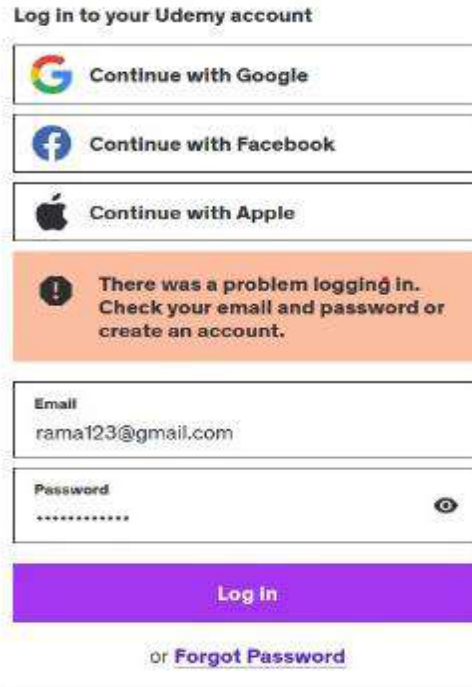 Log in to your Udemy account
Continue with Google
Continue with Facebook
Continue with Apple
There was a problem logging in.
Check your email and password or
create an account.
Email
rama123@gmail.com
Password
••••••••••••
Log in
or Forgot Password